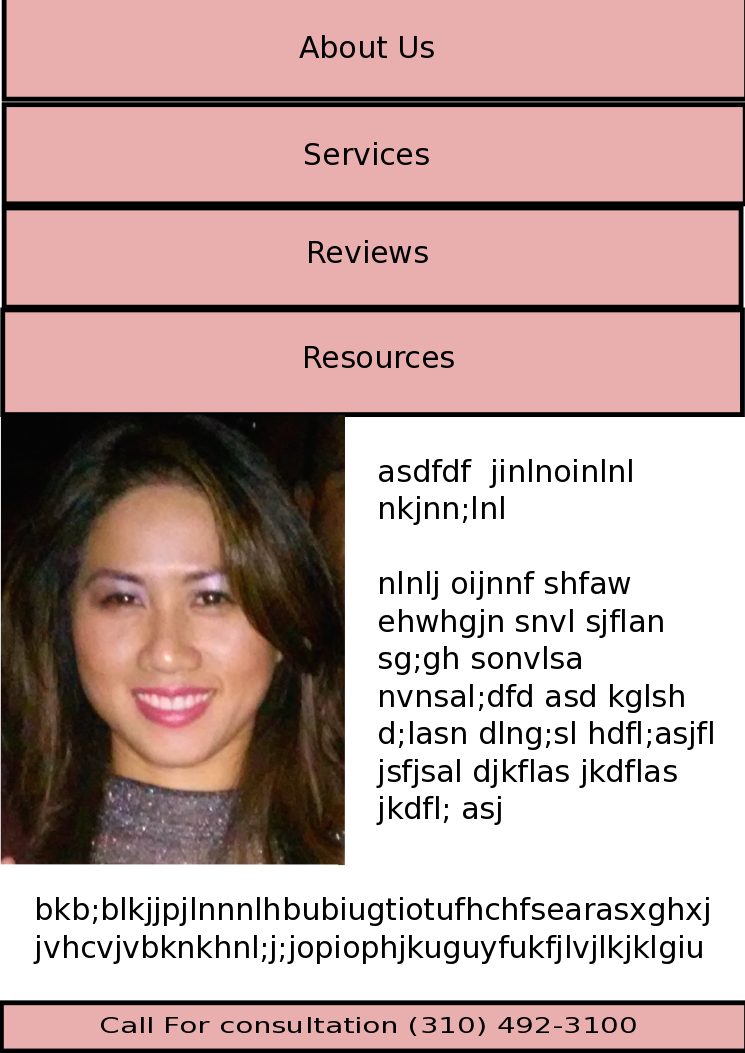 About Us
Services
Reviews
Resources
asdfdf  jinlnoinlnl
nkjnn;lnl
nlnlj oijnnf shfaw
ehwhgjn snvl sjflan
sg;gh sonvlsa
nvnsal;dfd asd kglsh
d;lasn dlng;sl hdfl;asjfl
jsfjsal djkflas jkdflas
jkdfl; asj
bkb;blkjjpjlnnnlhbubiugtiotufhchfsearasxghxj
jvhcvjvbknkhnl;j;jopiophjkuguyfukfjlvjlkjklgiu
Call For consultation (310) 492-3100